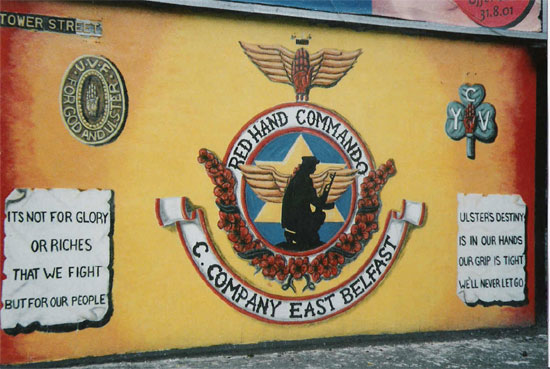 TOWER STREET
31.8.01
U.V.F
FOR GOD AND ULSTER
RED HAND COMMANDO
C. COMPANY EAST BELFAST
Y C V
ITS NOT FOR GLORY
OR RICHES
THAT WE FIGHT
BUT FOR OUR PEOPLE
ULSTERS DESTINY
IS IN OUR HANDS
OUR GRIP IS TIGHT
WE'LL NEVER LET GO